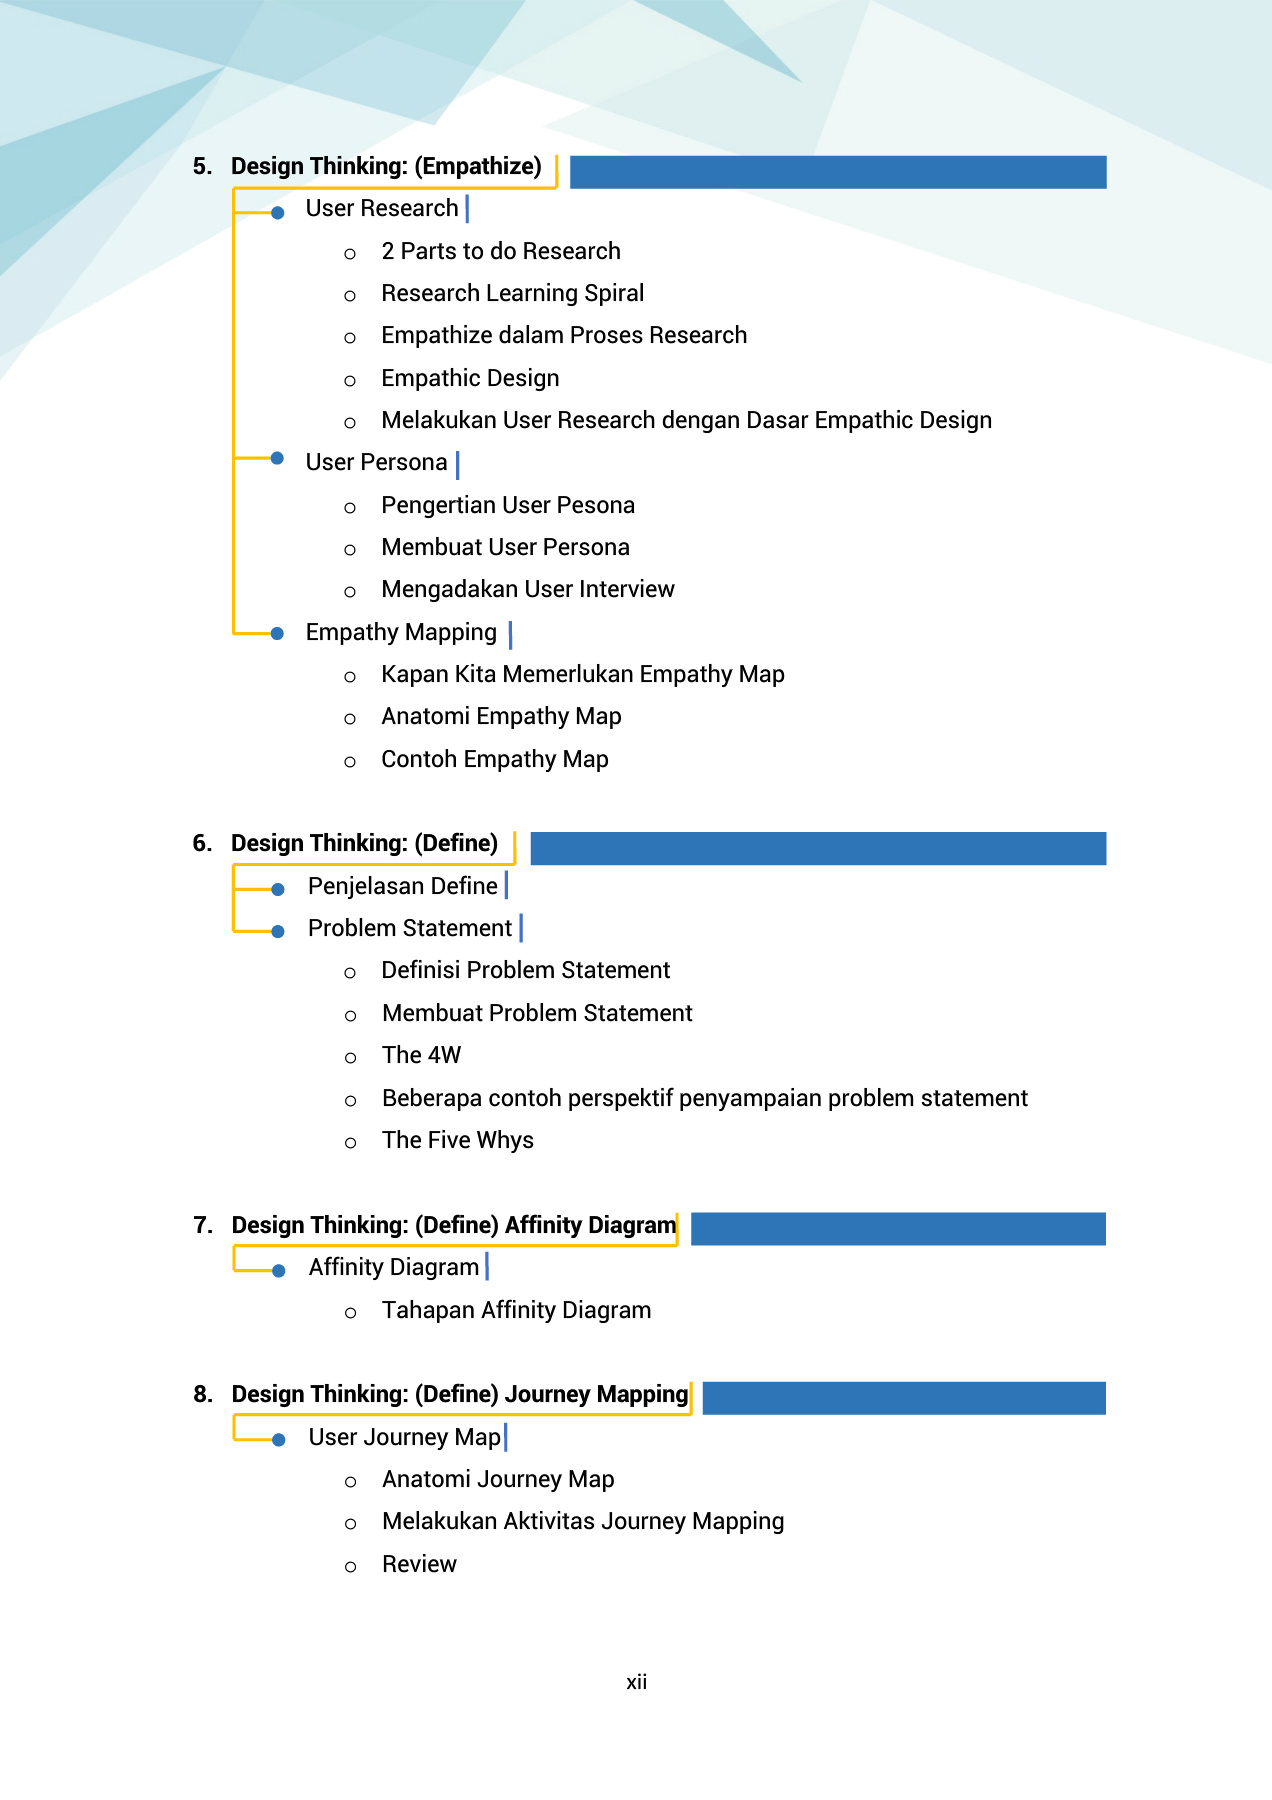 5. Design Thinking: (Empathize)
User Research
o 2 Parts to do Research
o Research Learning Spiral
o Empathize dalam Proses Research
o Empathic Design
o Melakukan User Research dengan Dasar Empathic Design
User Persona
o Pengertian User Pesona
o Membuat User Persona
o Mengadakan User Interview
Empathy Mapping
o Kapan Kita Memerlukan Empathy Map
o Anatomi Empathy Map
o Contoh Empathy Map
6. Design Thinking: (Define)
Penjelasan Define
Problem Statement
o Definisi Problem Statement
o Membuat Problem Statement
o The 4W
o Beberapa contoh perspektif penyampaian problem statement
o The Five Whys
7. Design Thinking: (Define) Affinity Diagram
Affinity Diagram
o Tahapan Affinity Diagram
8. Design Thinking: (Define) Journey Mapping
User Journey Map
o Anatomi Journey Map
o Melakukan Aktivitas Journey Mapping
o Review
xii